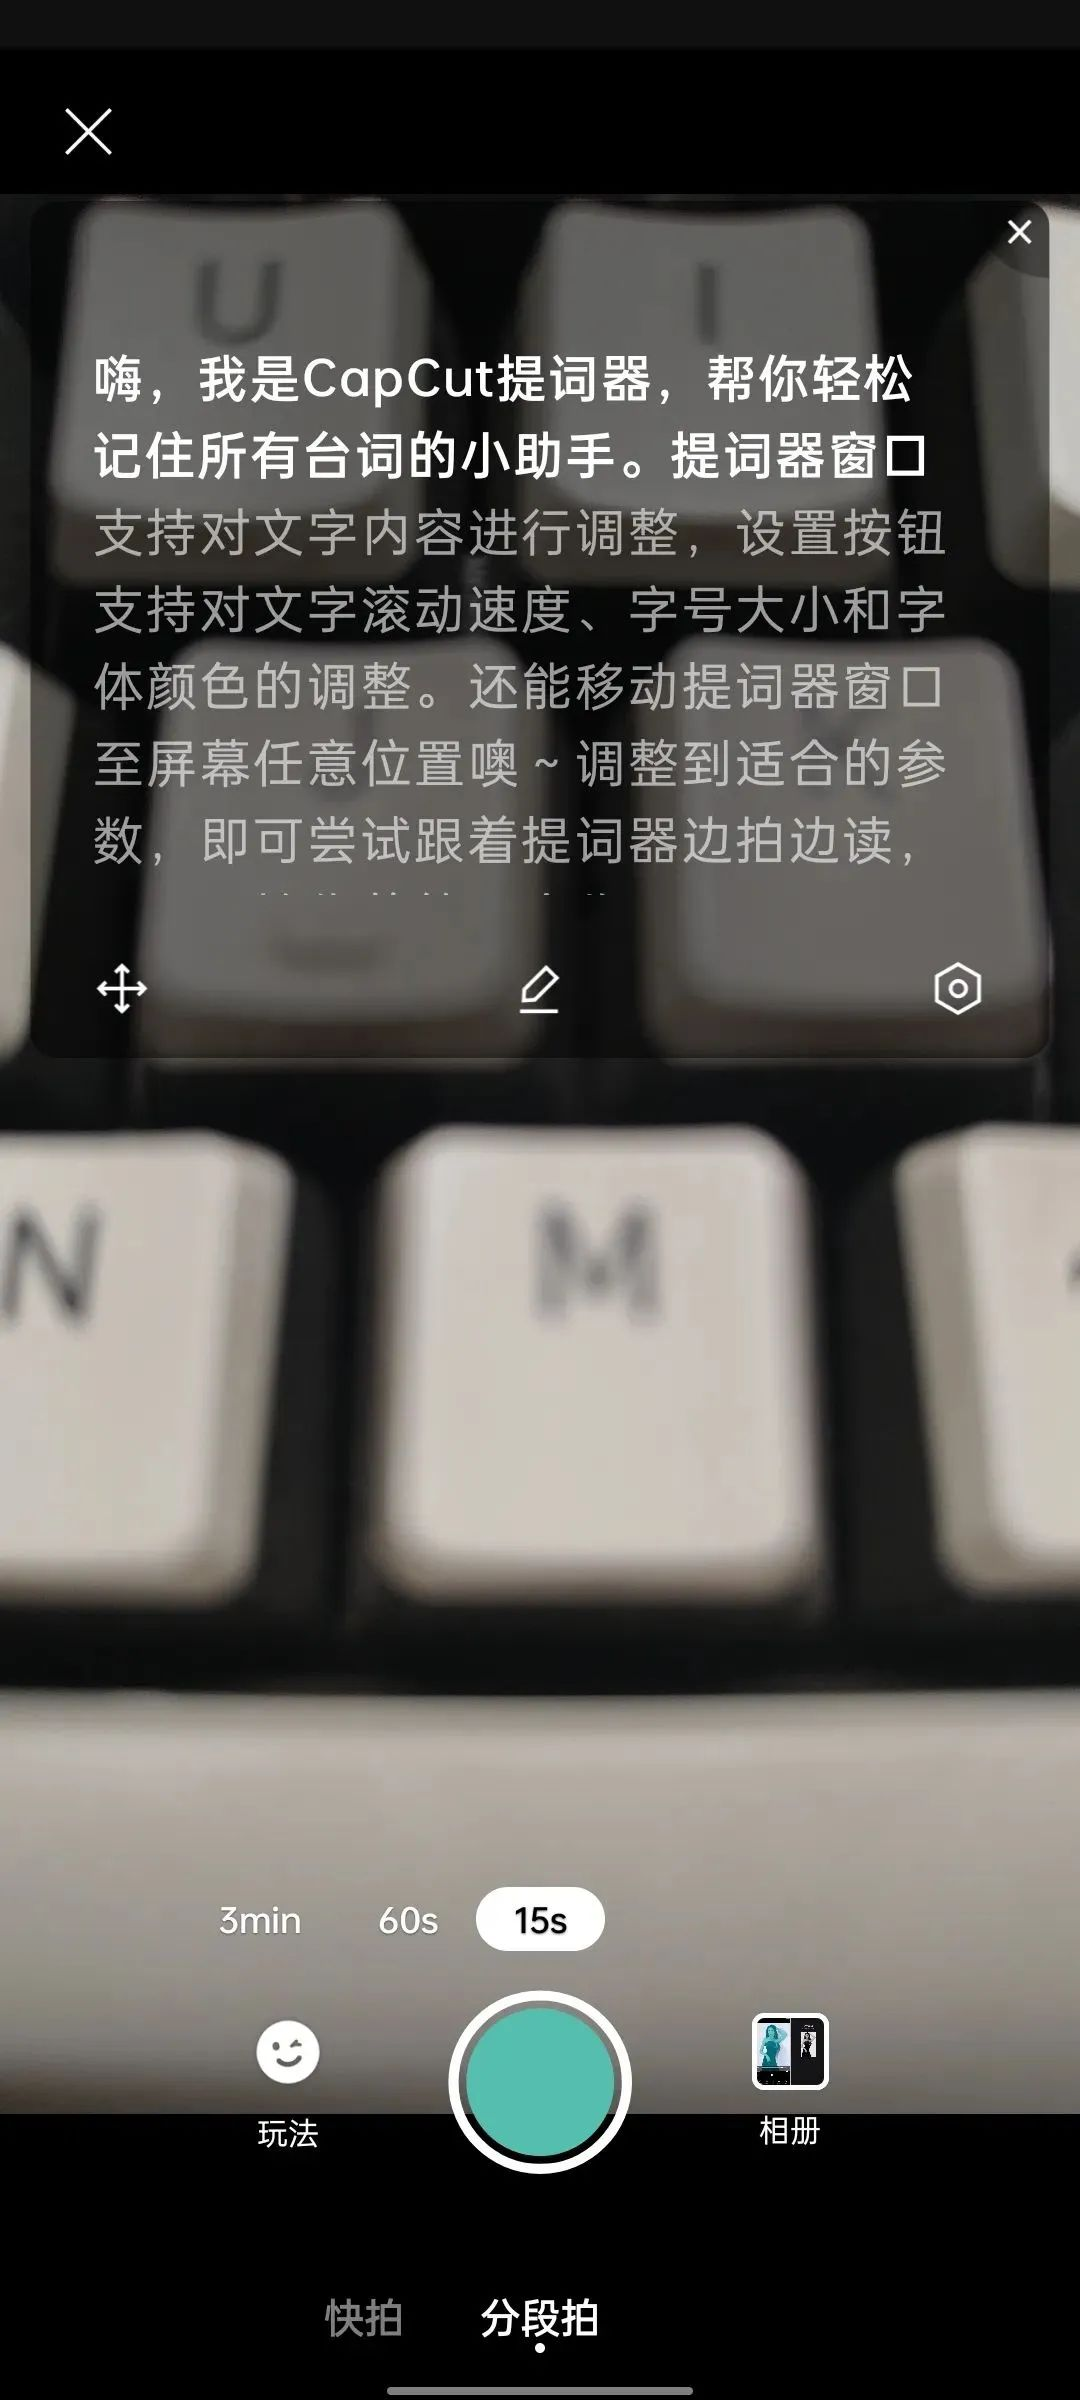 U
I
嗨，我是CapCut提词器，帮你轻松
记住所有台词的小助手。提词器窗口
支持对文字内容进行调整，设置按钮
支持对文字滚动速度、字号大小和字
体颜色的调整。还能移动提词器窗口
至屏幕任意位置噢~调整到适合的参
数，即可尝试跟着提词器边拍边读，
N
M
3min 60s 15s
玩法
相册
快拍 分段拍